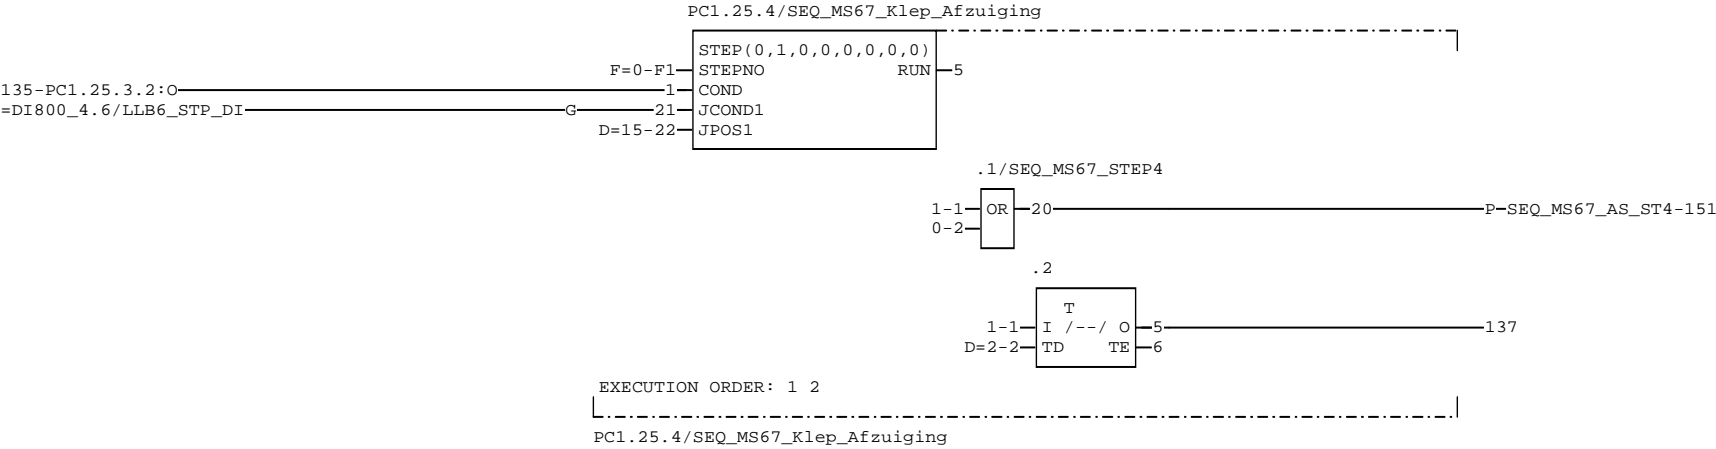 PC1.25.4/SEQ_MS67_Klep_Afzuiging
STEP(0,1,0,0,0,0,0,0)
F=0-F1 STEPNO RUN 5
135-PC1.25.3.2:O 1 COND
=DI800_4.6/LLB6_STP_DI G 21 JCOND1
D=15-22 JPOS1
.1/SEQ_MS67_STEP4
1-1 OR 20 P-SEQ_MS67_AS_ST4-151
0-2
.2
T
1-1 I /--/ O 5 137
D=2-2 TD TE 6
EXECUTION ORDER: 1 2
PC1.25.4/SEQ_MS67_Klep_Afzuiging